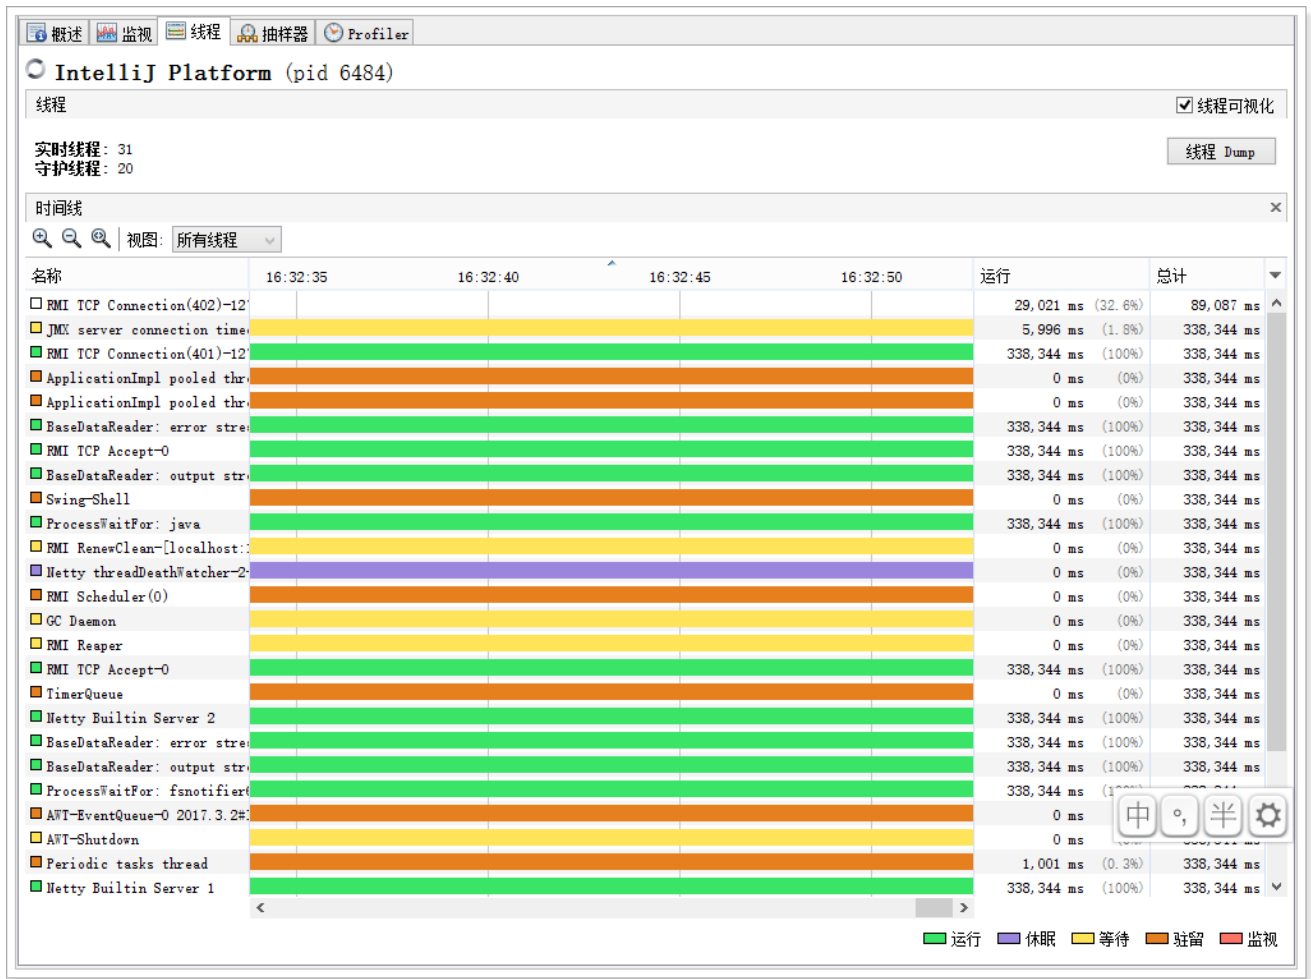 概述 监视 线程 抽样器 Profiler
IntelliJ Platform (pid 6484)
线程 线程可视化
实时线程: 31
守护线程: 20
线程 Dump
时间线
视图: 所有线程
名称 16:32:35 16:32:40 16:32:45 16:32:50 运行 总计
RMI TCP Connection(402)-12 29,021 ms (32.6%) 89,087 ms
JMX server connection time 5,996 ms (1.8%) 338,344 ms
RMI TCP Connection(401)-12 338,344 ms (100%) 338,344 ms
ApplicationImpl pooled thr 0 ms (0%) 338,344 ms
ApplicationImpl pooled thr 0 ms (0%) 338,344 ms
BaseDataReader: error stre 338,344 ms (100%) 338,344 ms
RMI TCP Accept-0 338,344 ms (100%) 338,344 ms
BaseDataReader: output str 338,344 ms (100%) 338,344 ms
Swing-Shell 0 ms (0%) 338,344 ms
ProcessWaitFor: java 338,344 ms (100%) 338,344 ms
RMI RenewClean-[localhost: 0 ms (0%) 338,344 ms
Netty threadDeathWatcher-2 0 ms (0%) 338,344 ms
RMI Scheduler(0) 0 ms (0%) 338,344 ms
GC Daemon 0 ms (0%) 338,344 ms
RMI Reaper 0 ms (0%) 338,344 ms
RMI TCP Accept-0 338,344 ms (100%) 338,344 ms
TimerQueue 0 ms (0%) 338,344 ms
Netty Builtin Server 2 338,344 ms (100%) 338,344 ms
BaseDataReader: error stre 338,344 ms (100%) 338,344 ms
BaseDataReader: output str 338,344 ms (100%) 338,344 ms
ProcessWaitFor: fsnotifier 338,344 ms
AWT-EventQueue-0 2017.3.2# 0 ms
中 °, 半
AWT-Shutdown 0 ms
Periodic tasks thread 1,001 ms (0.3%) 338,344 ms
Netty Builtin Server 1 338,344 ms (100%) 338,344 ms
运行 休眠 等待 驻留 监视